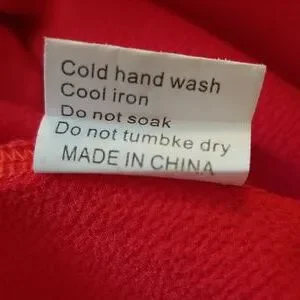 Cold hand wash
Cool iron
Do not soak
Do not tumbke dry
MADE IN CHINA